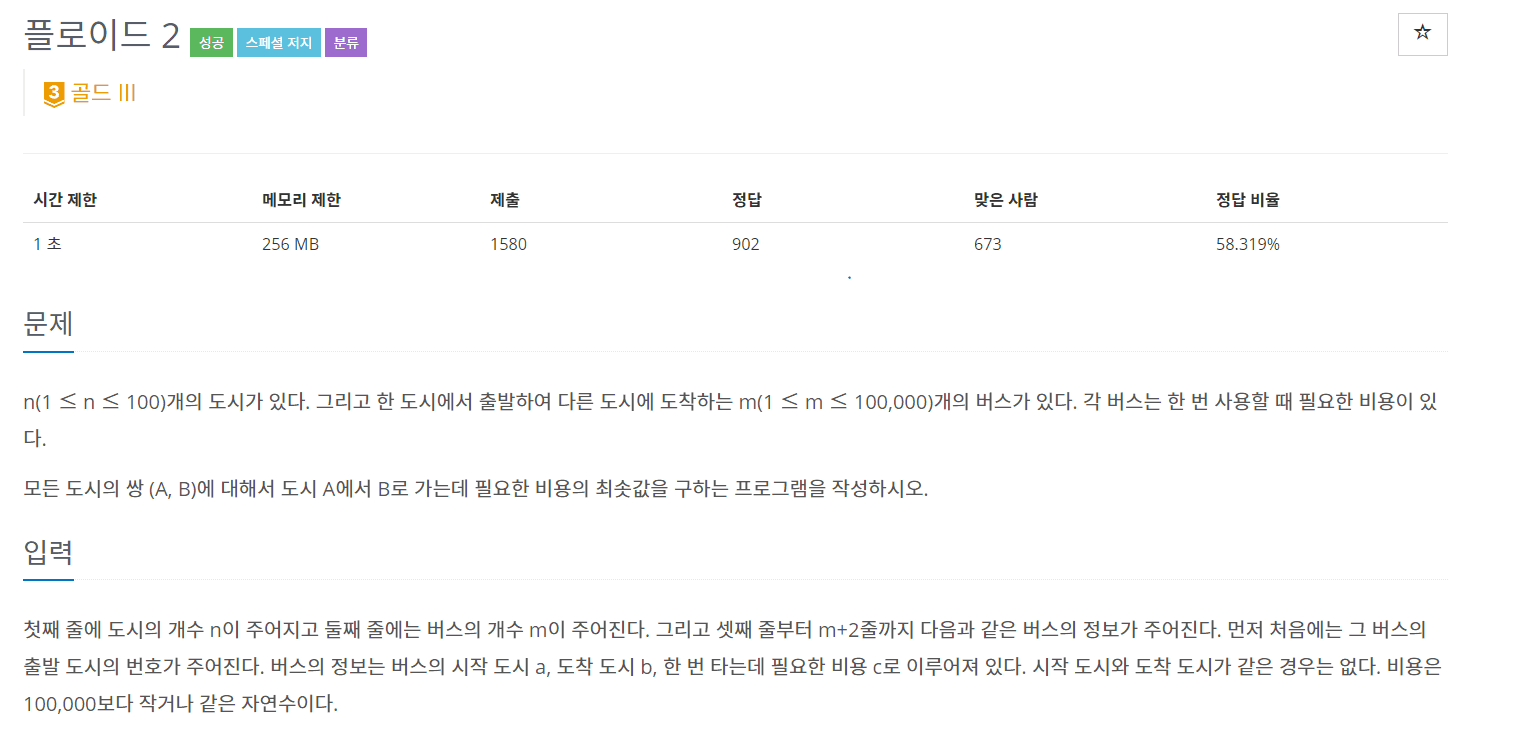 플로이드 2 성공 스페셜 저지 분류 ☆
3 골드 III
시간 제한 메모리 제한 제출 정답 맞은 사람 정답 비율
1 초 256 MB 1580 902 673 58.319%
문제
n(1 ≤ n ≤ 100)개의 도시가 있다. 그리고 한 도시에서 출발하여 다른 도시에 도착하는 m(1 ≤ m ≤ 100,000)개의 버스가 있다. 각 버스는 한 번 사용할 때 필요한 비용이 있
다.
모든 도시의 쌍 (A, B)에 대해서 도시 A에서 B로 가는데 필요한 비용의 최솟값을 구하는 프로그램을 작성하시오.
입력
첫째 줄에 도시의 개수 n이 주어지고 둘째 줄에는 버스의 개수 m이 주어진다. 그리고 셋째 줄부터 m+2줄까지 다음과 같은 버스의 정보가 주어진다. 먼저 처음에는 그 버스의
출발 도시의 번호가 주어진다. 버스의 정보는 버스의 시작 도시 a, 도착 도시 b, 한 번 타는데 필요한 비용 c로 이루어져 있다. 시작 도시와 도착 도시가 같은 경우는 없다. 비용은
100,000보다 작거나 같은 자연수이다.